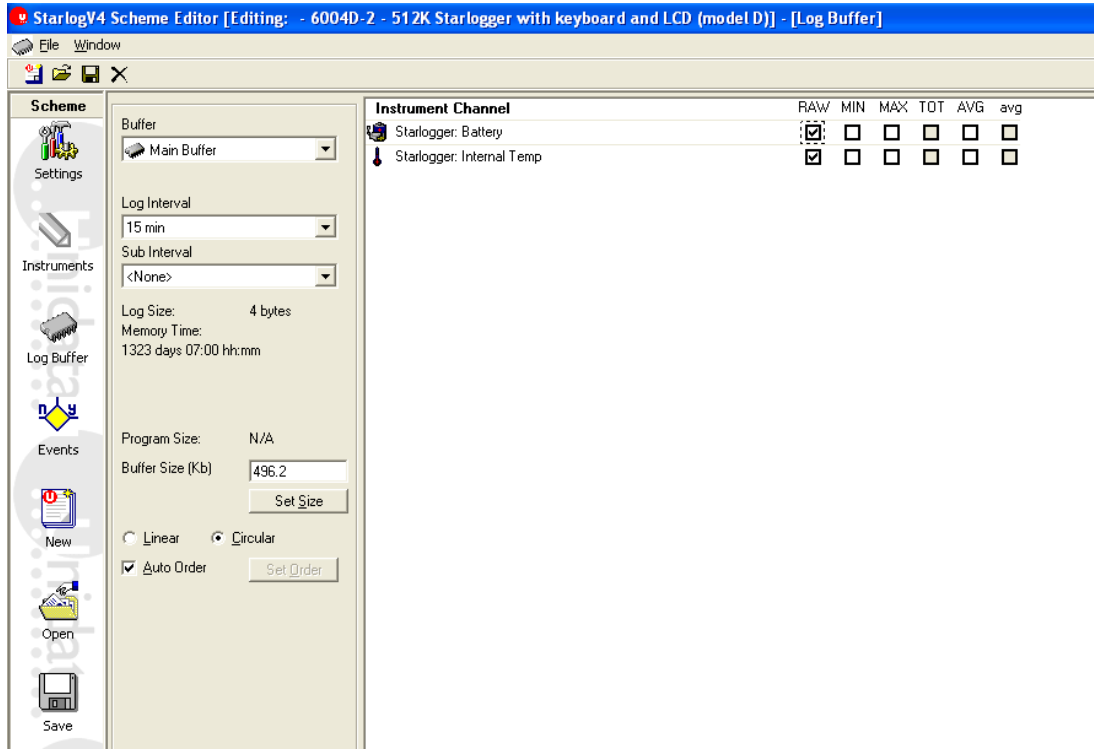 StarlogV4 Scheme Editor [Editing: - 6004D-2 - 512K Starlogger with keyboard and LCD (model D)] - [Log Buffer]
File Window
Scheme
Settings
Instruments
Log Buffer
Events
New
Open
Save
Unidata
Unidata
Buffer
Main Buffer
Log Interval
15 min
Sub Interval
<None>
Log Size: 4 bytes
Memory Time:
1323 days 07:00 hh:mm
Program Size: N/A
Buffer Size (Kb) 496.2
Set Size
Linear Circular
Auto Order Set Order
Instrument Channel RAW MIN MAX TOT AVG avg
Starlogger: Battery
Starlogger: Internal Temp